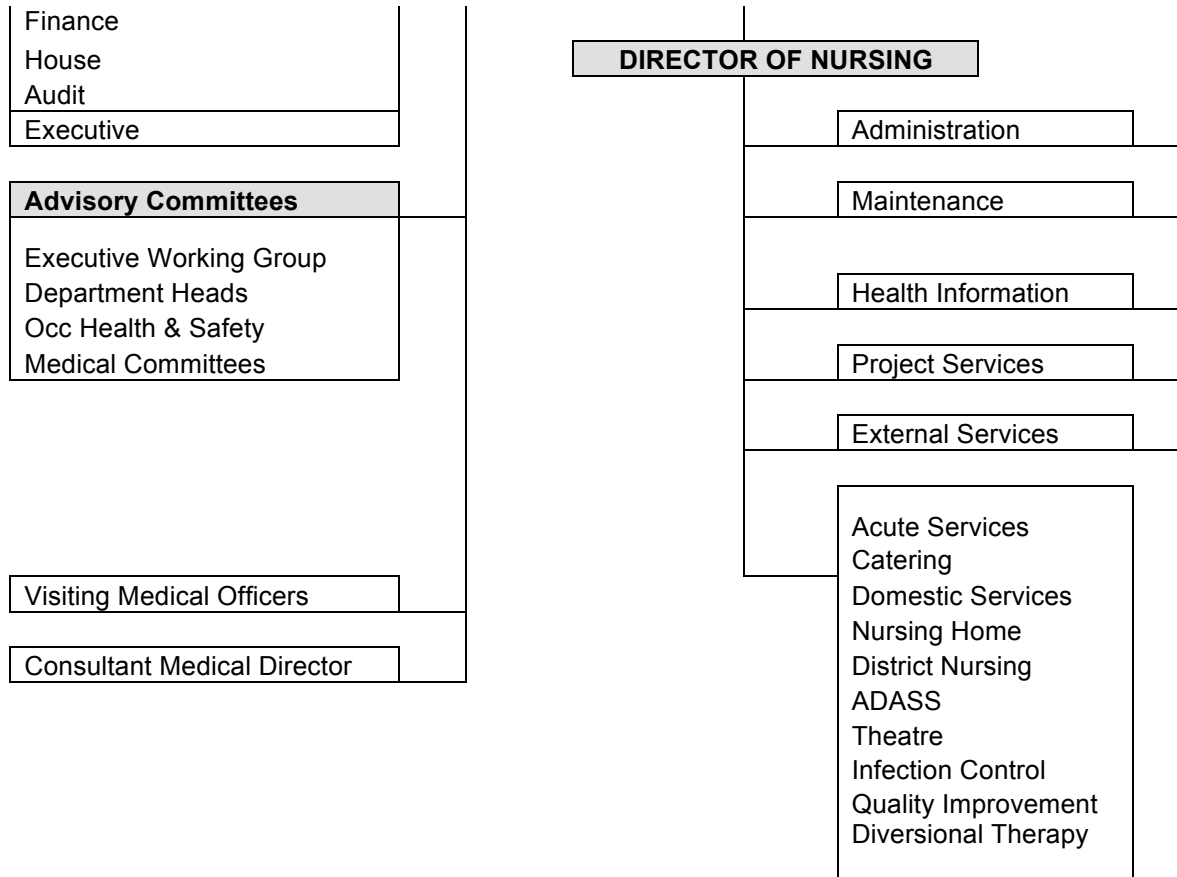 Finance
House
Audit
Executive
Advisory Committees
Executive Working Group
Department Heads
Occ Health & Safety
Medical Committees
Visiting Medical Officers
Consultant Medical Director
DIRECTOR OF NURSING
Administration
Maintenance
Health Information
Project Services
External Services
Acute Services
Catering
Domestic Services
Nursing Home
District Nursing
ADASS
Theatre
Infection Control
Quality Improvement
Diversional Therapy